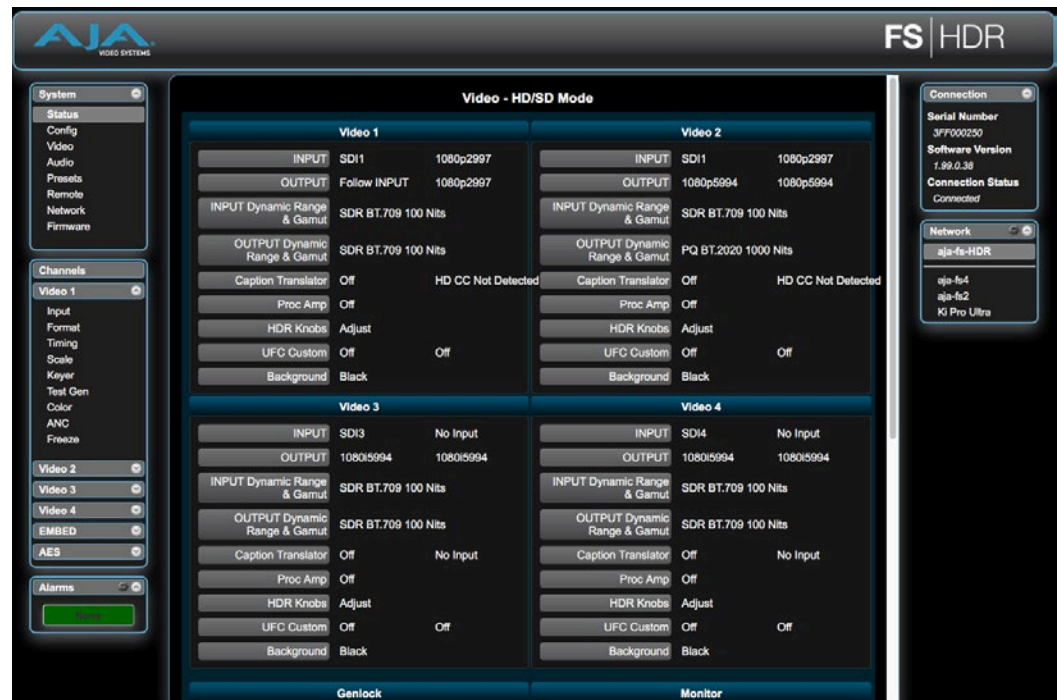 AJA
VIDEO SYSTEMS
FS | HDR
System
Status
Config
Video
Audio
Presets
Remote
Network
Firmware
Channels
Video 1
Input
Format
Timing
Scale
Keyer
Test Gen
Color
ANC
Freeze
Video 2
Video 3
Video 4
EMBED
AES
Alarms
None
Video - HD/SD Mode
Video 1
INPUT SDI1 1080p2997
OUTPUT Follow INPUT 1080p2997
INPUT Dynamic Range
& Gamut SDR BT.709 100 Nits
OUTPUT Dynamic
Range & Gamut SDR BT.709 100 Nits
Caption Translator Off HD CC Not Detected
Proc Amp Off
HDR Knobs Adjust
UFC Custom Off Off
Background Black
Video 2
INPUT SDI1 1080p2997
OUTPUT 1080p5994 1080p5994
INPUT Dynamic Range
& Gamut SDR BT.709 100 Nits
OUTPUT Dynamic
Range & Gamut PQ BT.2020 1000 Nits
Caption Translator Off HD CC Not Detected
Proc Amp Off
HDR Knobs Adjust
UFC Custom Off Off
Background Black
Video 3
INPUT SDI3 No Input
OUTPUT 1080i5994 1080i5994
INPUT Dynamic Range
& Gamut SDR BT.709 100 Nits
OUTPUT Dynamic
Range & Gamut SDR BT.709 100 Nits
Caption Translator Off No Input
Proc Amp Off
HDR Knobs Adjust
UFC Custom Off Off
Background Black
Video 4
INPUT SDI4 No Input
OUTPUT 1080i5994 1080i5994
INPUT Dynamic Range
& Gamut SDR BT.709 100 Nits
OUTPUT Dynamic
Range & Gamut SDR BT.709 100 Nits
Caption Translator Off No Input
Proc Amp Off
HDR Knobs Adjust
UFC Custom Off Off
Background Black
Genlock
Monitor
Connection
Serial Number
3FF000250
Software Version
1.99.0.38
Connection Status
Connected
Network
aja-fs-HDR
aja-fs4
aja-fs2
Ki Pro Ultra